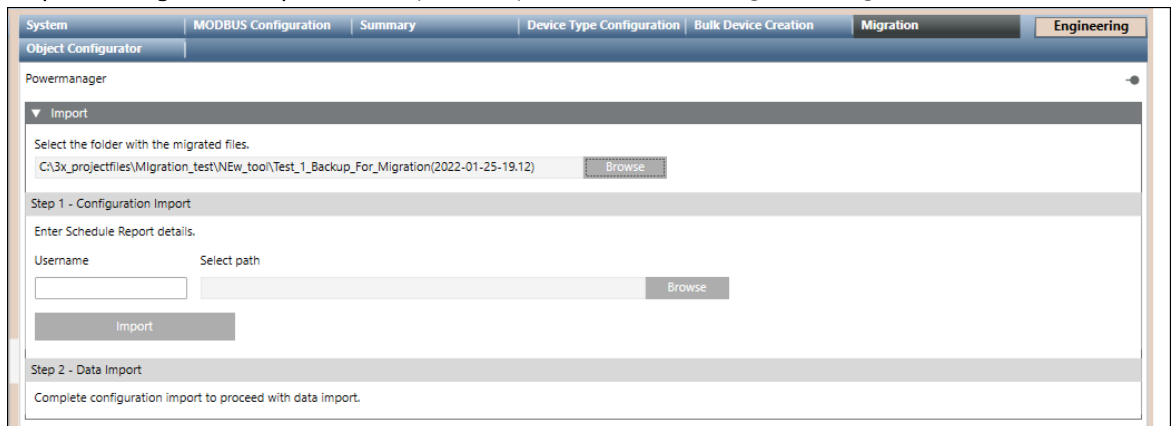 System MODBUS Configuration Summary Device Type Configuration Bulk Device Creation Migration Engineering
Object Configurator
Powermanager
Import
Select the folder with the migrated files.
C:\3x_projectfiles\MIgration_test\NEw_tool\Test_1_Backup_For_Migration(2022-01-25-19.12) Browse
Step 1 - Configuration Import
Enter Schedule Report details.
Username Select path
Browse
Import
Step 2 - Data Import
Complete configuration import to proceed with data import.